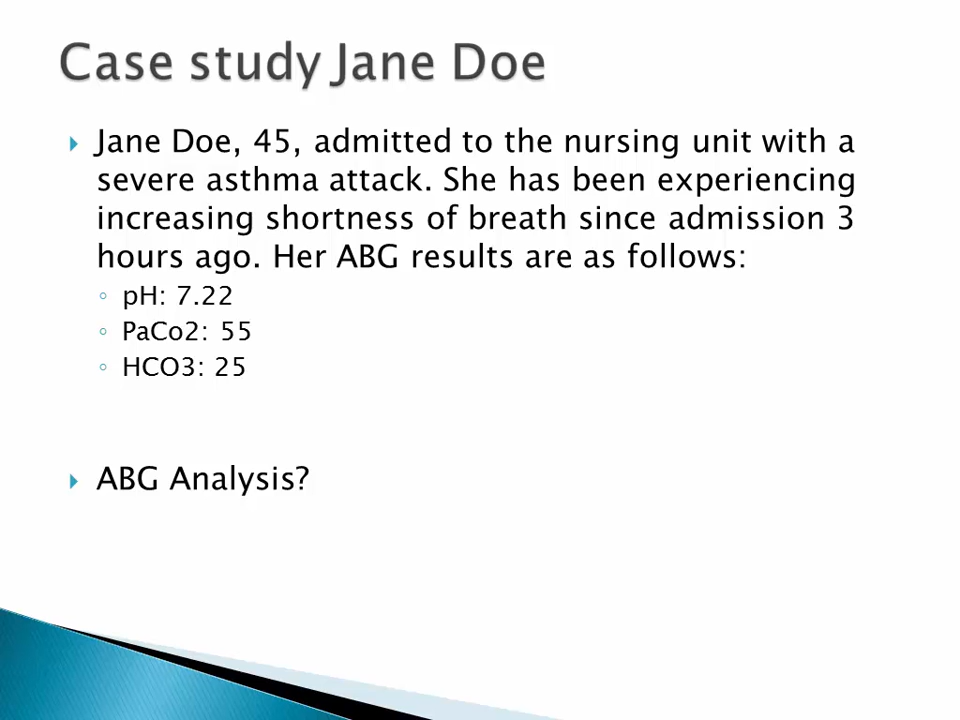 Case study Jane Doe
Jane Doe, 45, admitted to the nursing unit with a
severe asthma attack. She has been experiencing
increasing shortness of breath since admission 3
hours ago. Her ABG results are as follows:
pH: 7.22
PaCo2: 55
HCO3: 25
ABG Analysis?